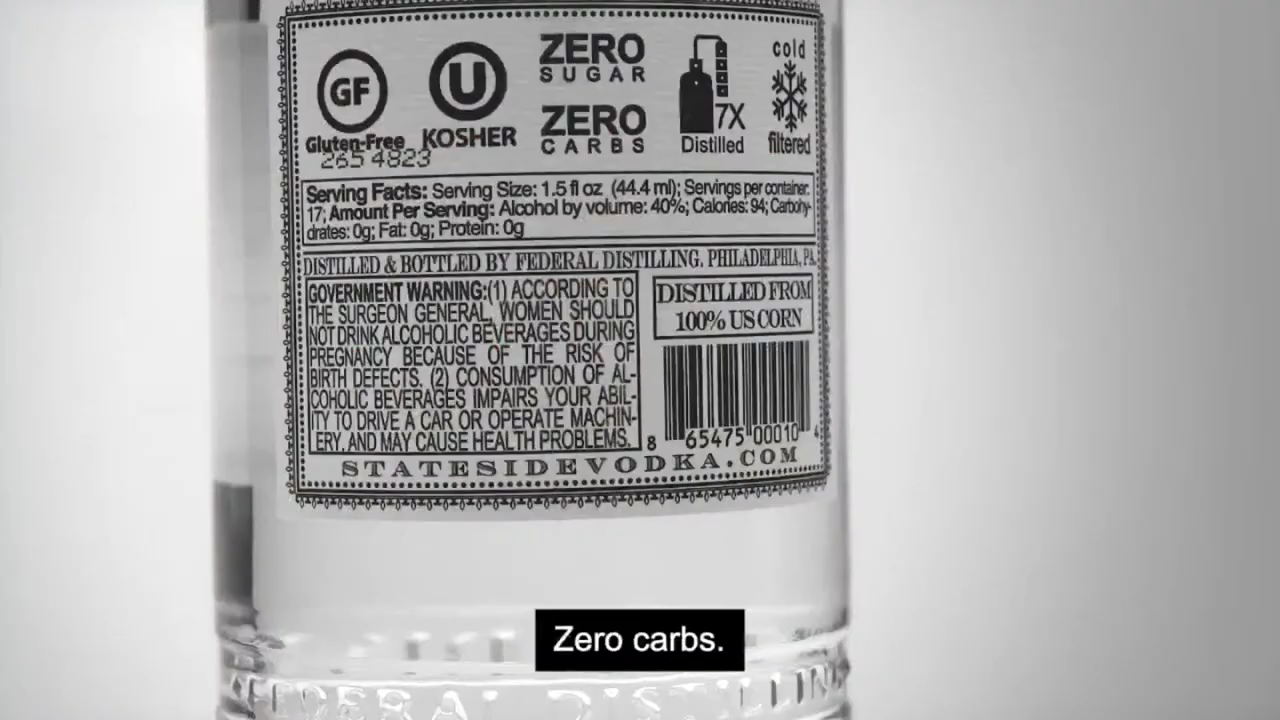 GF
Gluten-Free
265 4823
U
KOSHER
ZERO
SUGAR
ZERO
CARBS
7X
Distilled
cold
filtered
Serving Facts: Serving Size: 1.5 fl oz (44.4 ml); Servings per container:
17; Amount Per Serving: Alcohol by volume: 40%; Calories: 94; Carbohy-
drates: 0g; Fat: 0g; Protein: 0g
DISTILLED & BOTTLED BY FEDERAL DISTILLING, PHILADELPHIA, PA
GOVERNMENT WARNING:(1) ACCORDING TO
THE SURGEON GENERAL, WOMEN SHOULD
NOT DRINK ALCOHOLIC BEVERAGES DURING
PREGNANCY BECAUSE OF THE RISK OF
BIRTH DEFECTS. (2) CONSUMPTION OF AL-
COHOLIC BEVERAGES IMPAIRS YOUR ABIL-
ITY TO DRIVE A CAR OR OPERATE MACHIN-
ERY, AND MAY CAUSE HEALTH PROBLEMS.
DISTILLED FROM
100% US CORN
8 65475 00010 4
STATESIDEVODKA.COM
Zero carbs.
FEDERAL DISTILLING